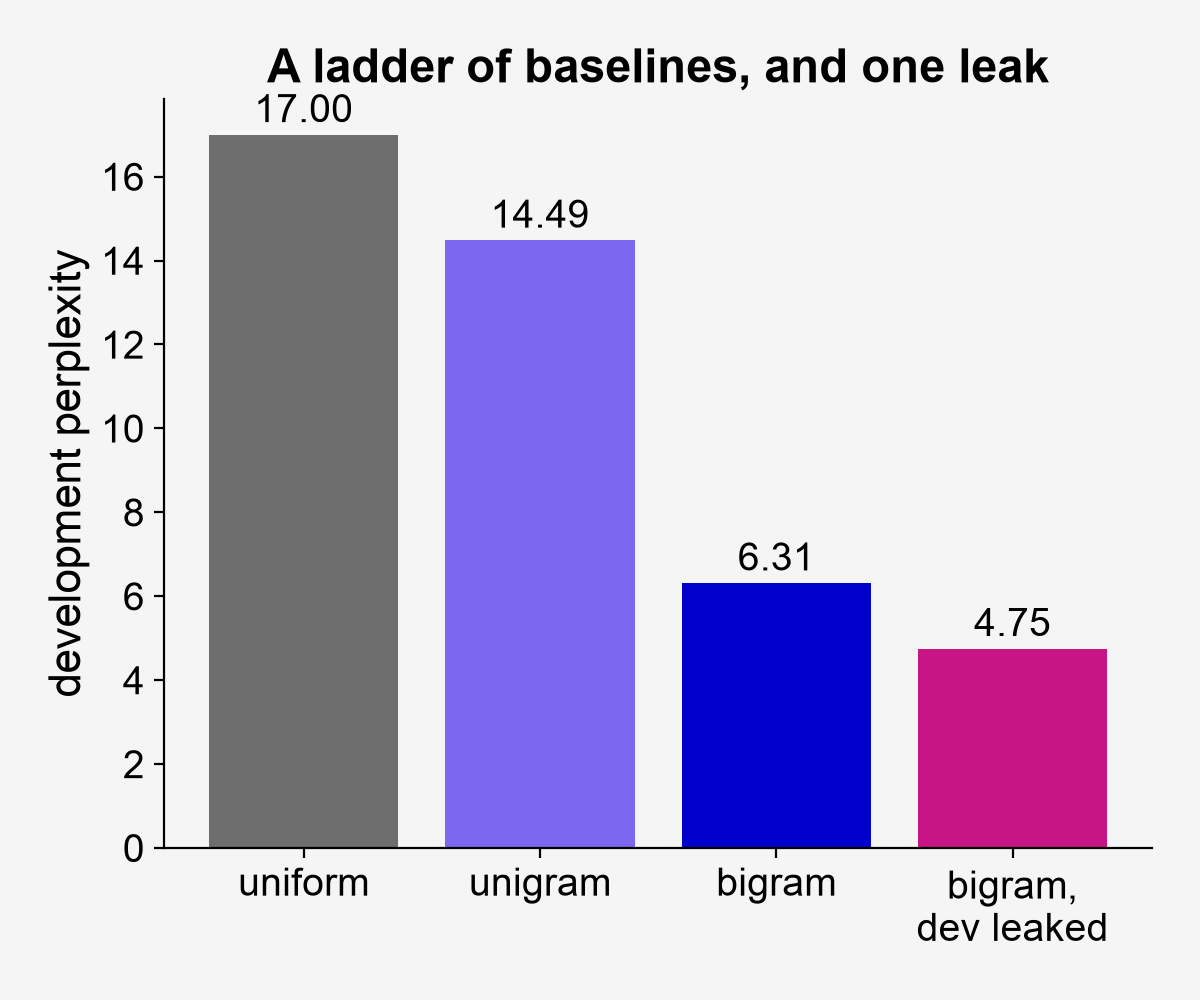 A ladder of baselines, and one leak
17.00
14.49
6.31
4.75
development perplexity
16
14
12
10
8
6
4
2
0
uniform
unigram
bigram
bigram,
dev leaked